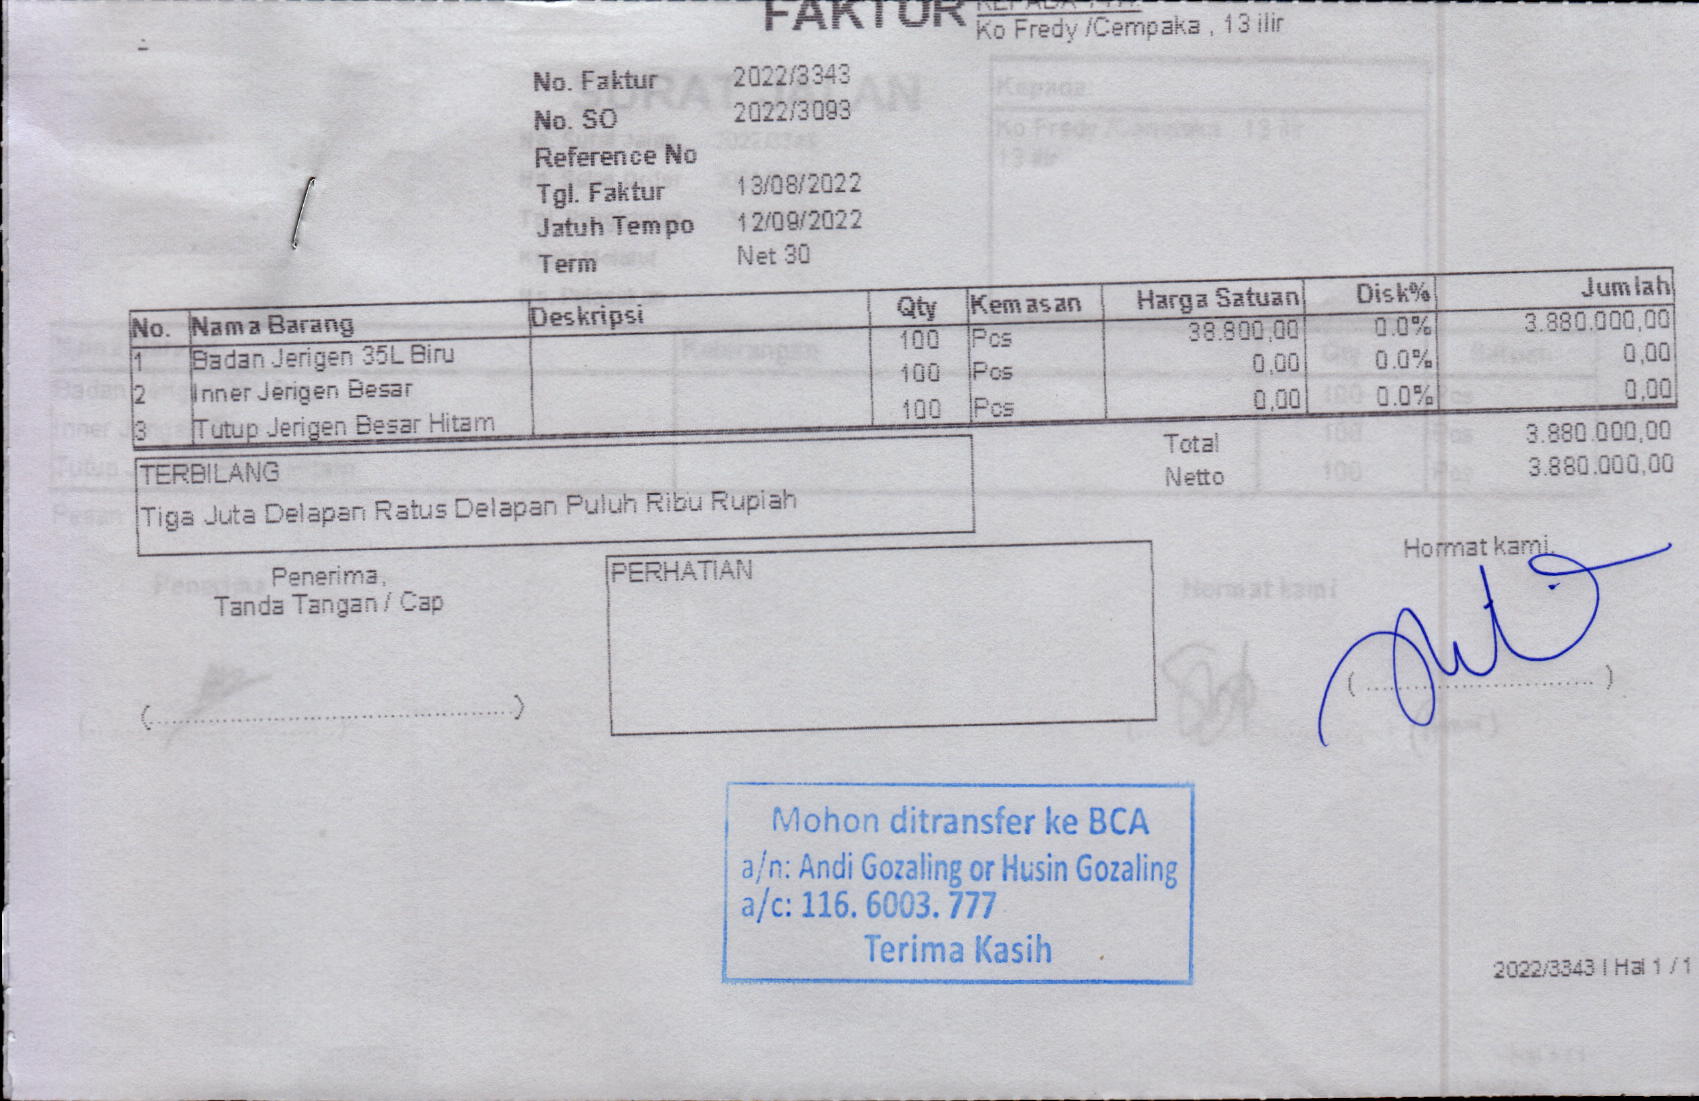 FAKTUR
Ko Fredy /Cempaka , 13 ilir
No. Faktur 2022/3343
No. SO 2022/3093
Reference No
Tgl. Faktur 13/08/2022
Jatuh Tempo 12/09/2022
Term Net 30
No. Nama Barang Deskripsi Qty Kemasan Harga Satuan Disk% Jumlah
1 Badan Jerigen 35L Biru 100 Pcs 38.800,00 0.0% 3.880.000,00
2 Inner Jerigen Besar 100 Pcs 0,00 0.0% 0,00
3 Tutup Jerigen Besar Hitam 100 Pcs 0,00 0.0% 0,00
Total 3.880.000,00
Netto 3.880.000,00
TERBILANG
Tiga Juta Delapan Ratus Delapan Puluh Ribu Rupiah
Penerima,
Tanda Tangan / Cap
PERHATIAN
Hormat kami,
Mohon ditransfer ke BCA
a/n: Andi Gozaling or Husin Gozaling
a/c: 116. 6003. 777
Terima Kasih
2022/3343 | Hal 1 / 1